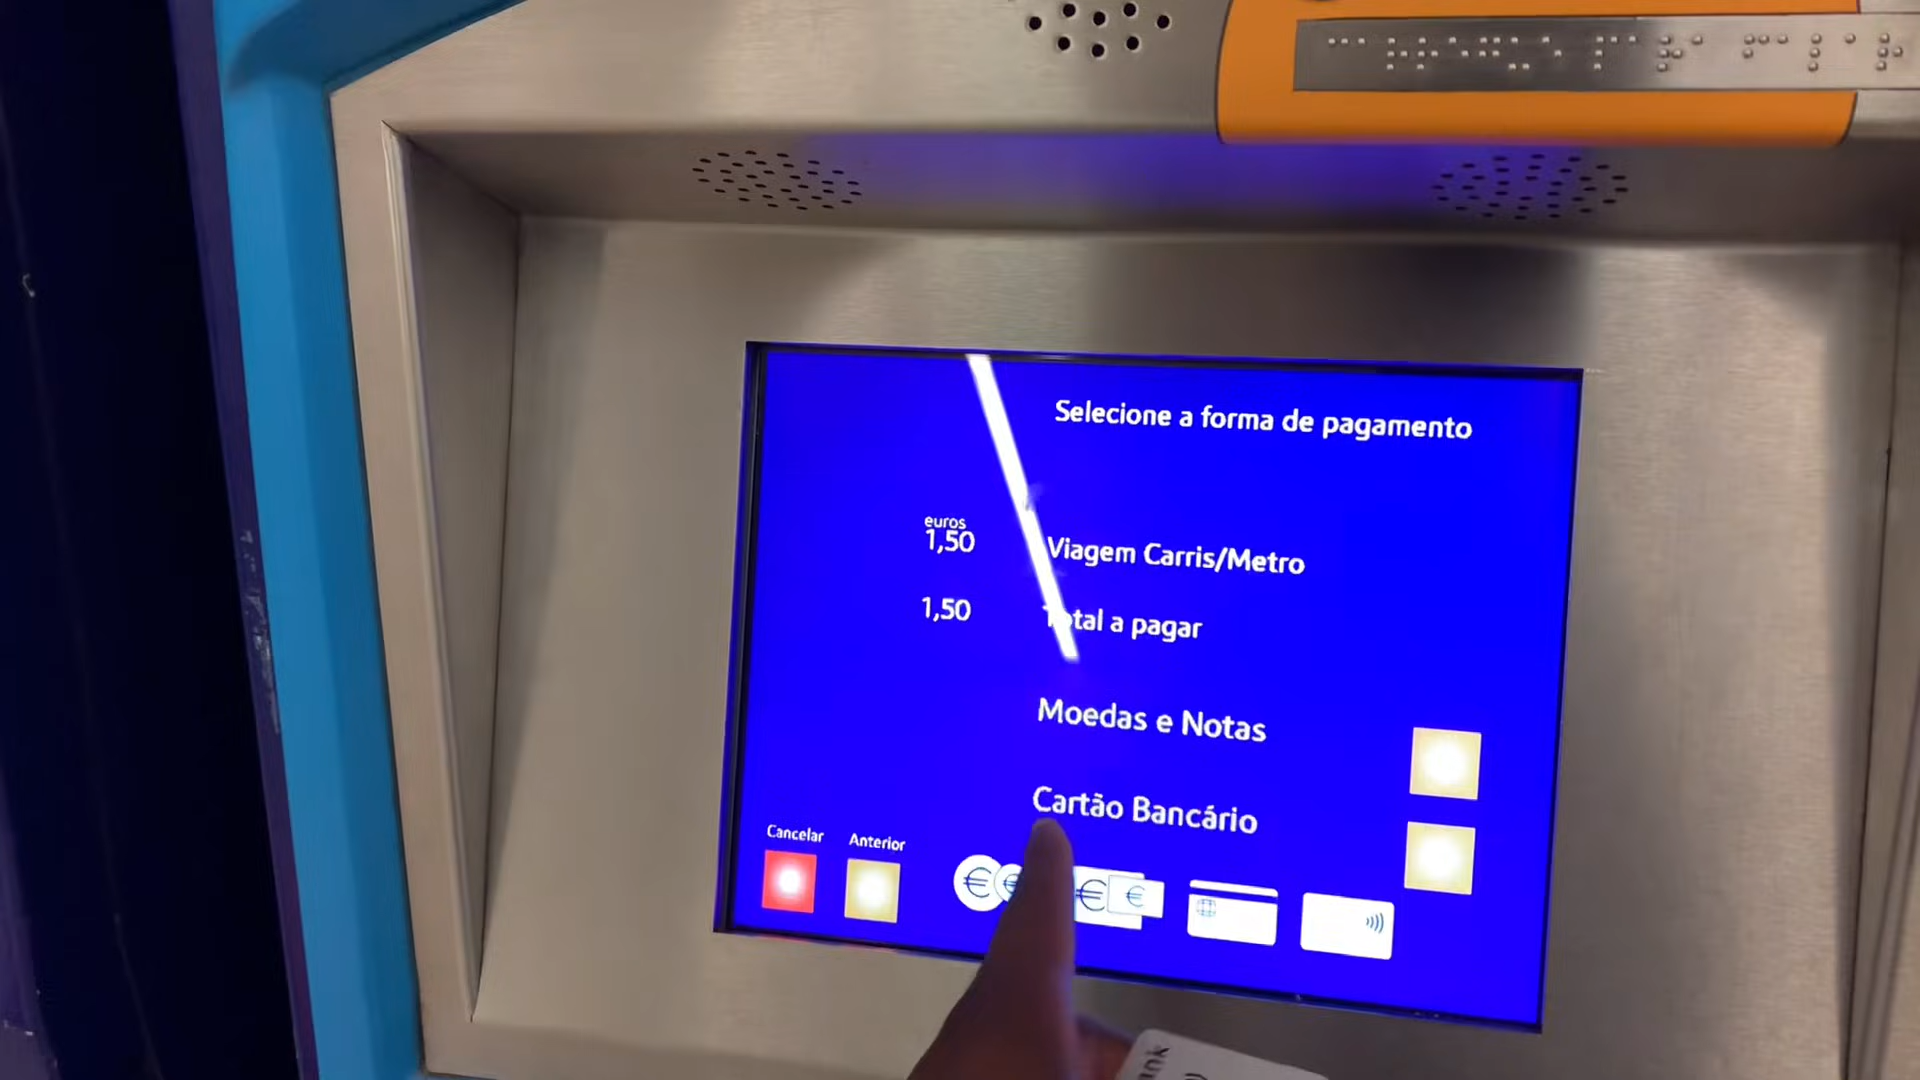 Selecione a forma de pagamento
euros
1,50 Viagem Carris/Metro
1,50 Total a pagar
Moedas e Notas
Cartão Bancário
Cancelar Anterior
€ € € €